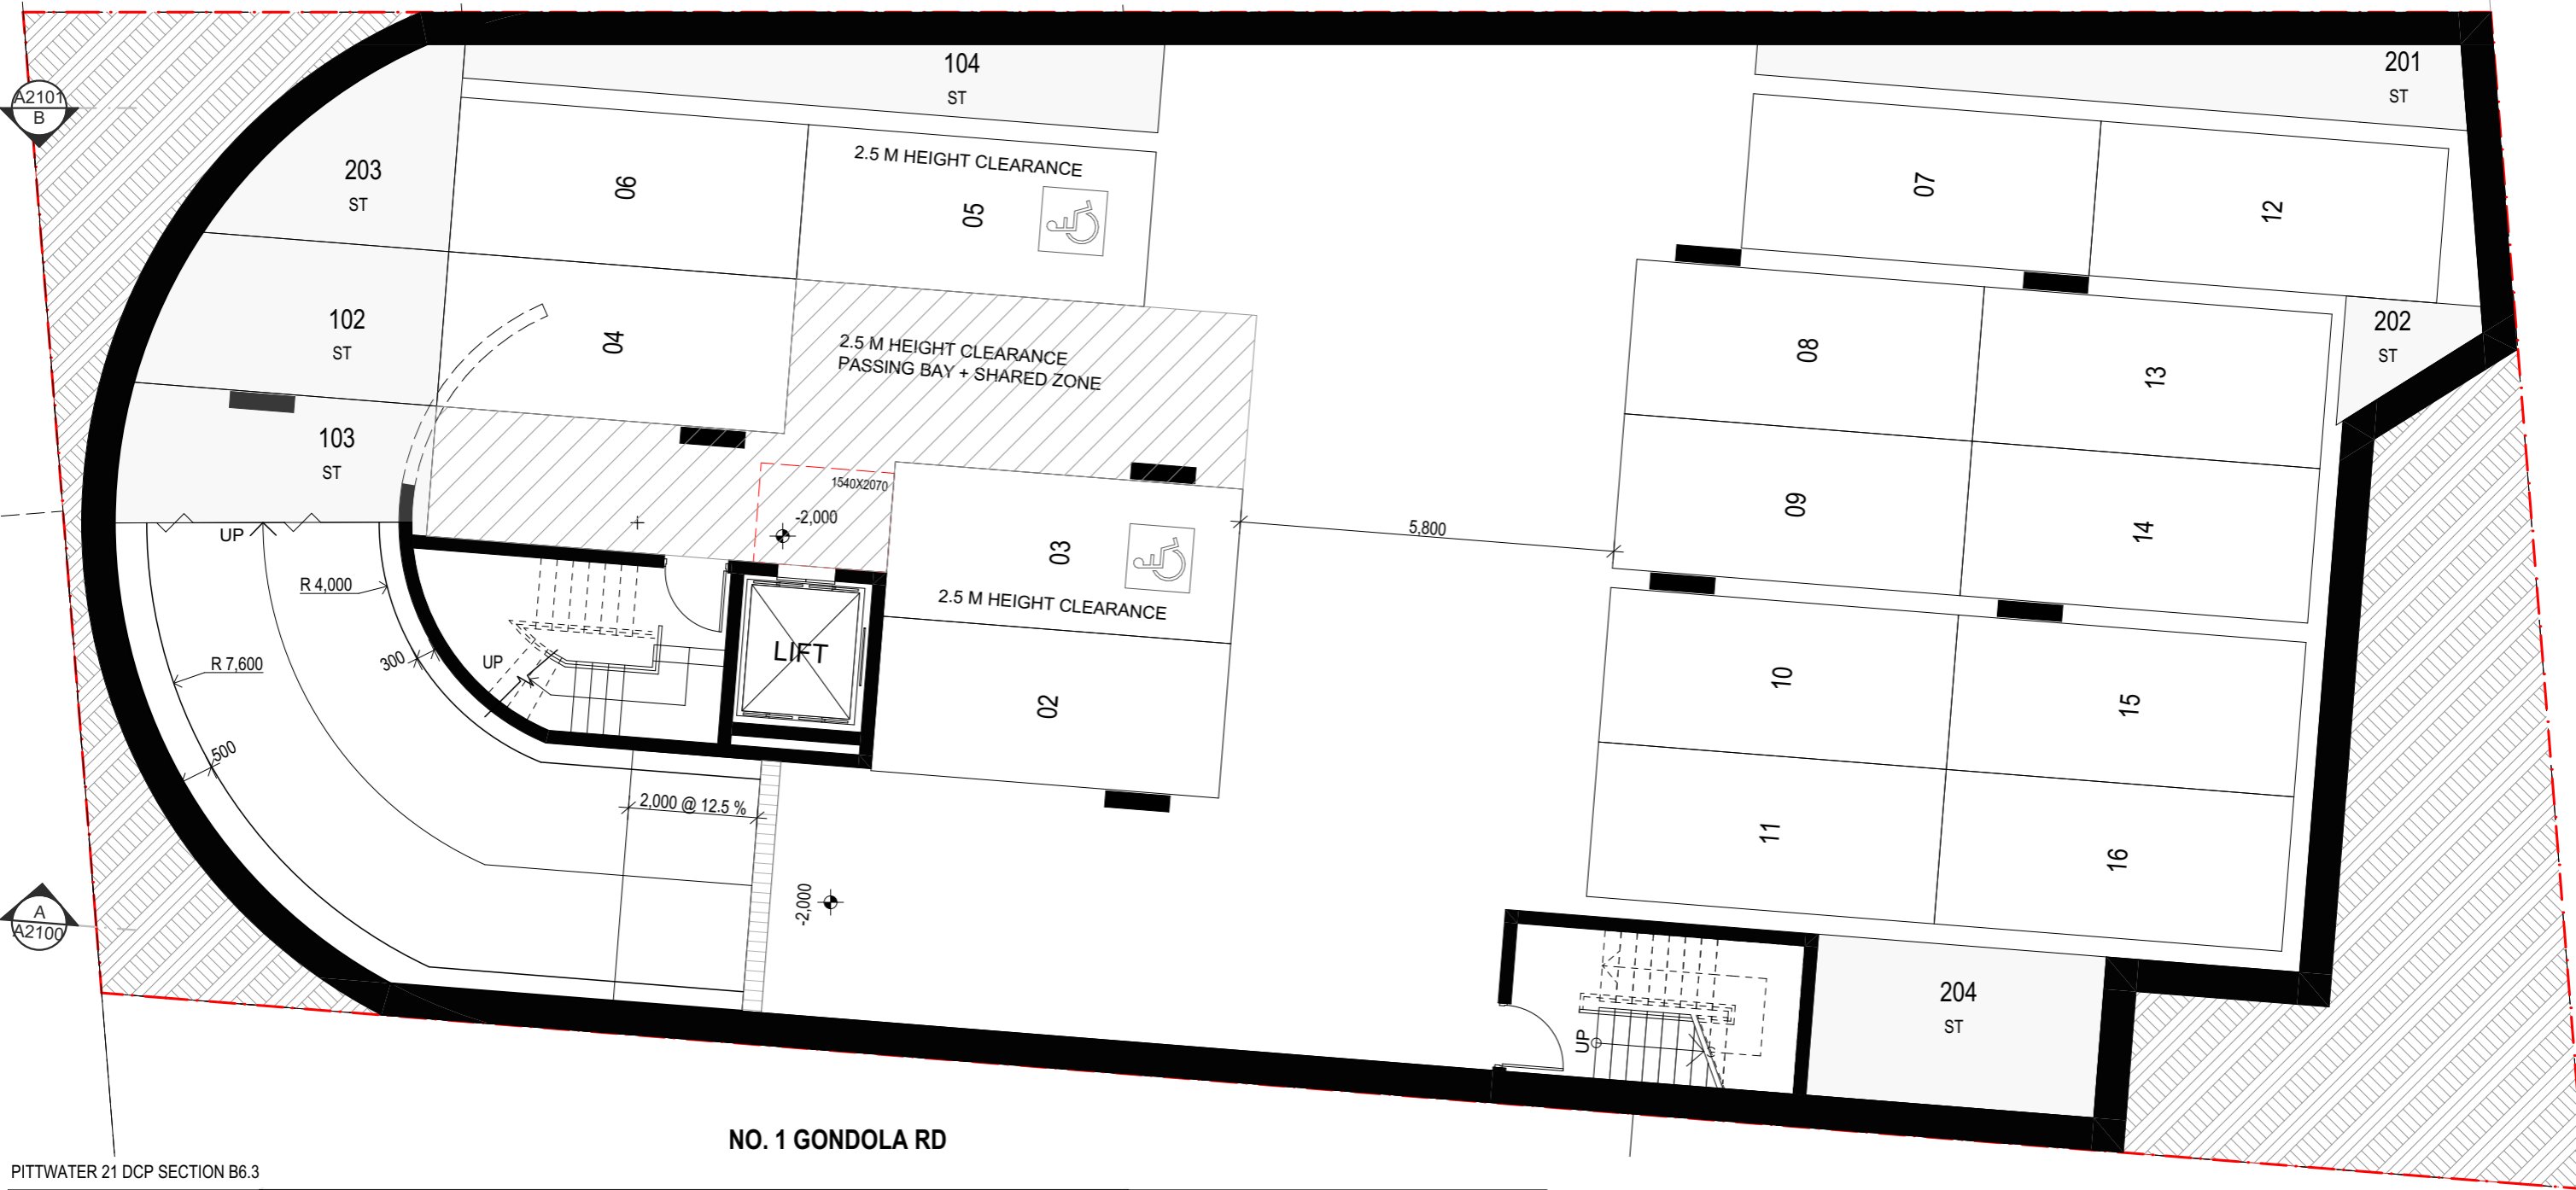 104
ST
201
ST
A2101
B
203
ST
06
2.5 M HEIGHT CLEARANCE
05
07
12
102
ST
04
2.5 M HEIGHT CLEARANCE
PASSING BAY + SHARED ZONE
08
13
202
ST
103
ST
1540X2070
-2,000
UP
03
2.5 M HEIGHT CLEARANCE
5,800
09
14
R 4,000
R 7,600
300
UP
LIFT
02
10
15
500
2,000 @ 12.5 %
11
16
-2,000
A
A2100
UP
204
ST
NO. 1 GONDOLA RD
PITTWATER 21 DCP SECTION B6.3